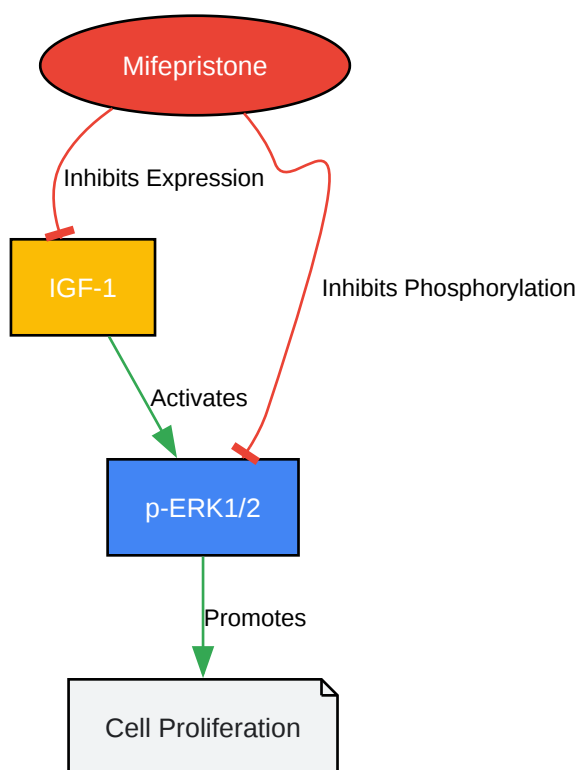 Mifepristone
Inhibits Expression
IGF-1
Inhibits Phosphorylation
Activates
p-ERK1/2
Promotes
Cell Proliferation